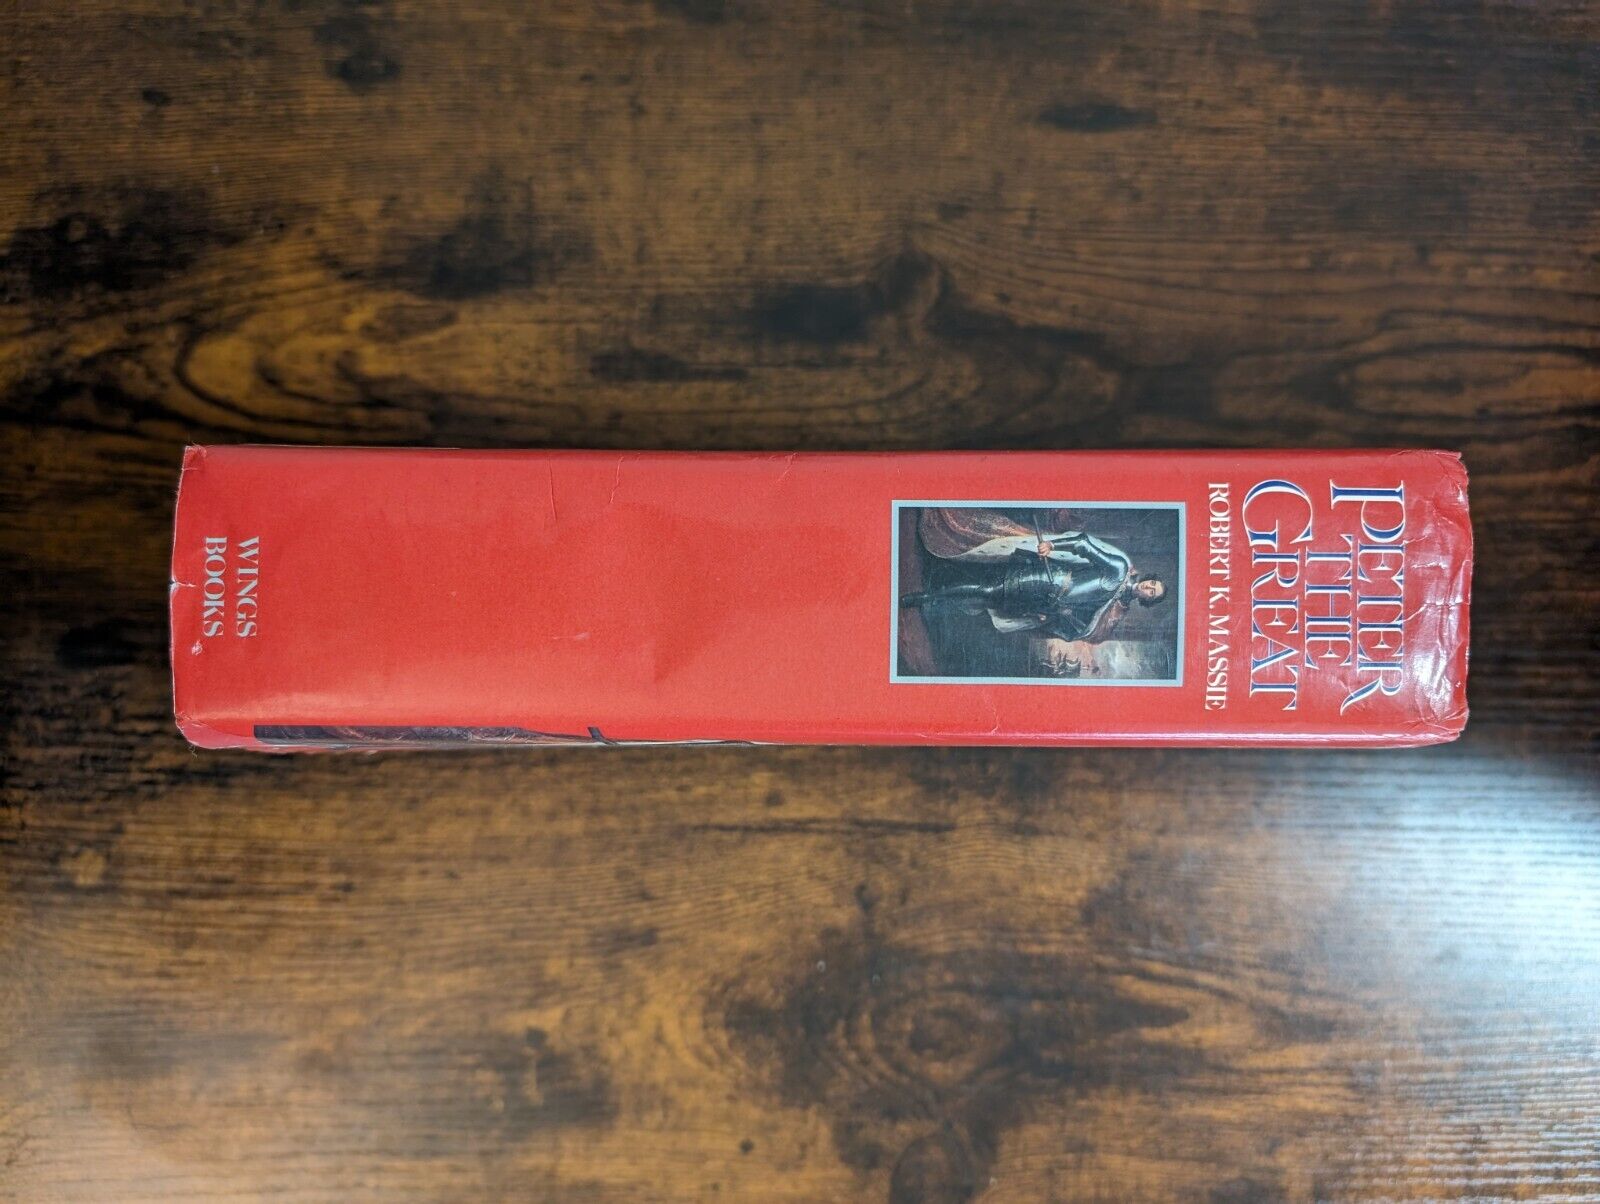 PETER
THE
GREAT
ROBERT K. MASSIE
WINGS
BOOKS